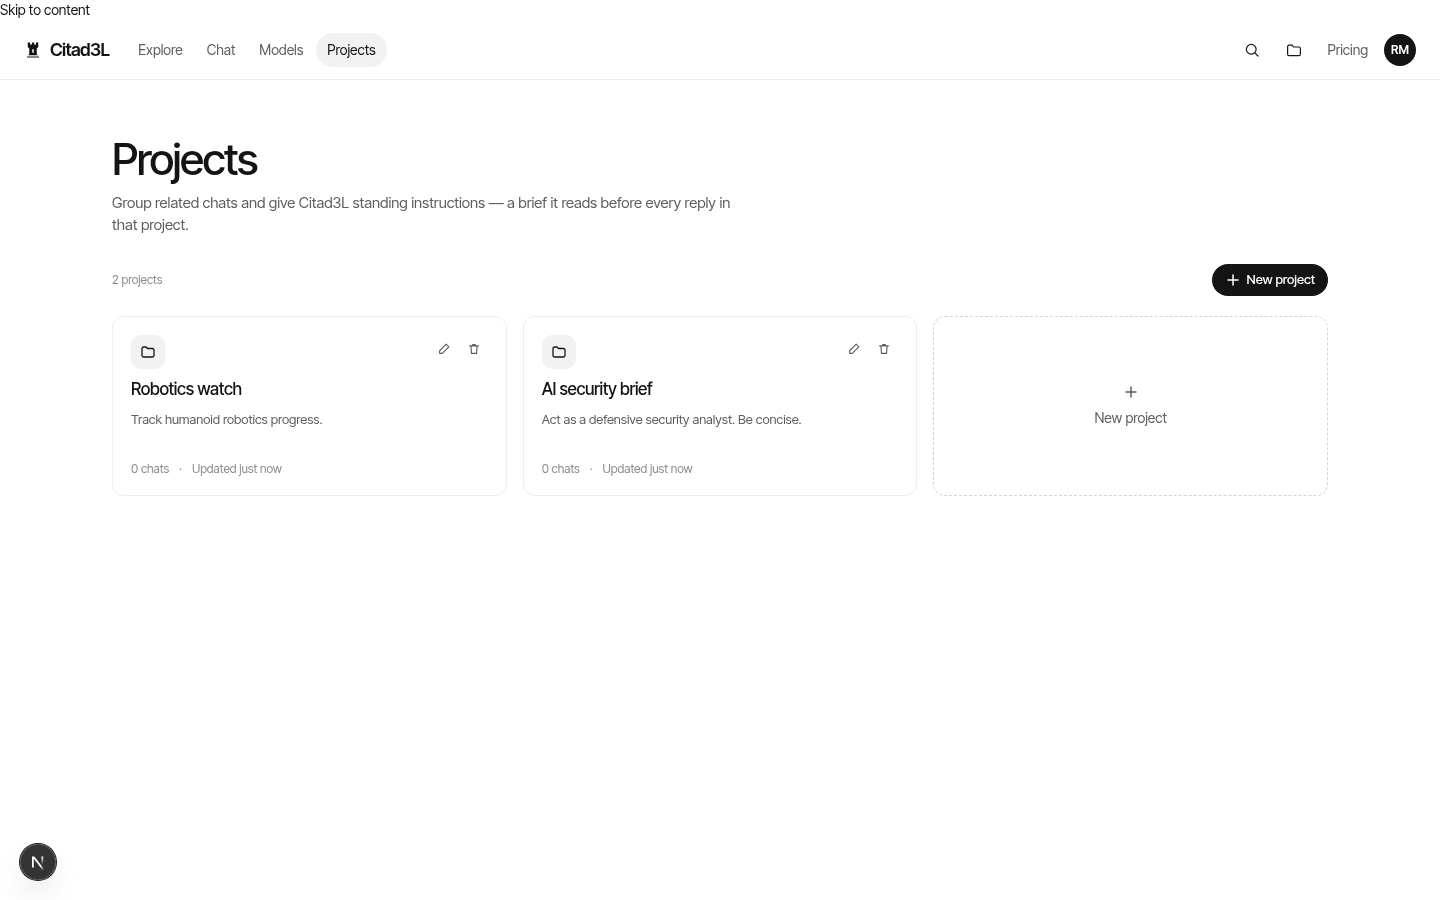 Skip to content
Citad3L
Explore
Chat
Models
Projects
Pricing
RM
Projects
Group related chats and give Citad3L standing instructions — a brief it reads before every reply in
that project.
2 projects
New project
Robotics watch
Track humanoid robotics progress.
0 chats · Updated just now
AI security brief
Act as a defensive security analyst. Be concise.
0 chats · Updated just now
New project
N